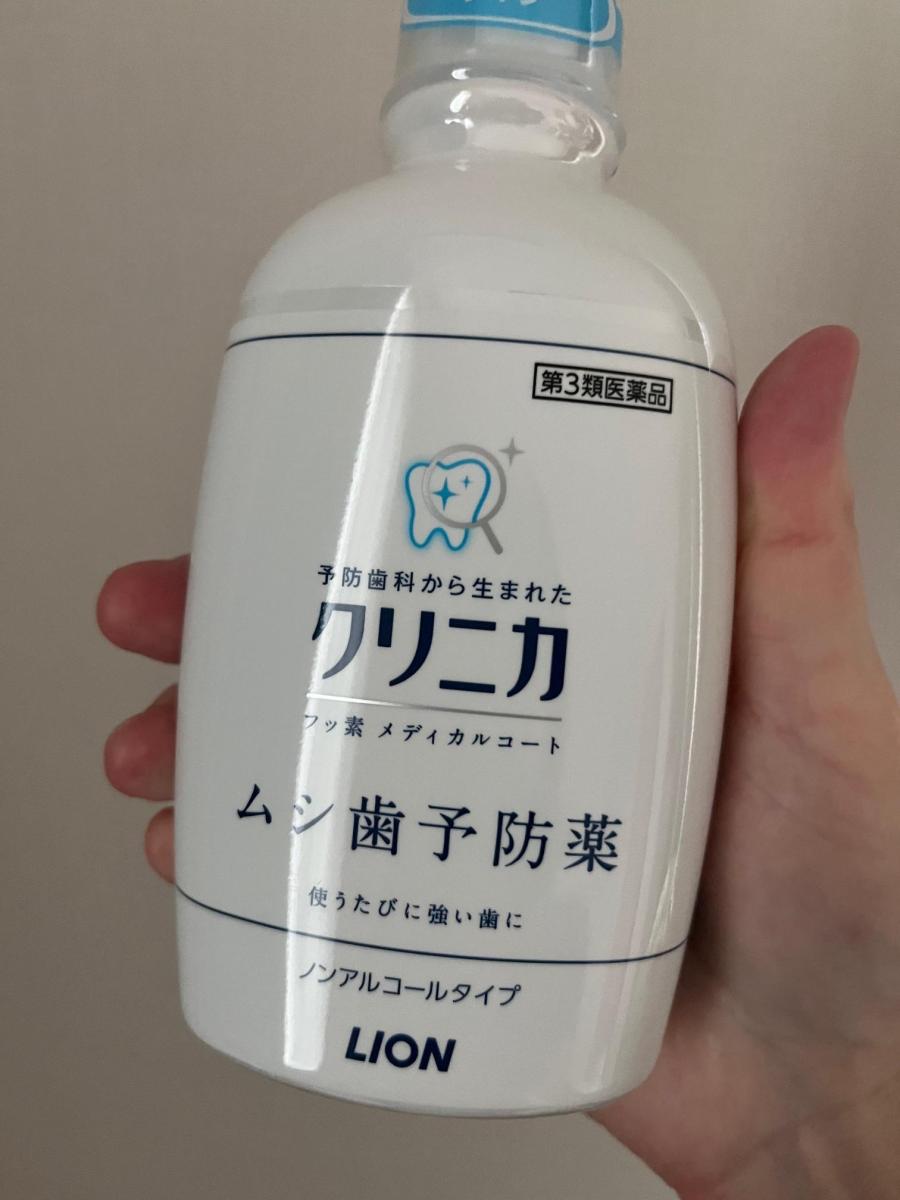 第3類医薬品
予防歯科から生まれた
クリニカ
フッ素 メディカルコート
ムシ歯予防薬
使うたびに強い歯に
ノンアルコールタイプ
LION